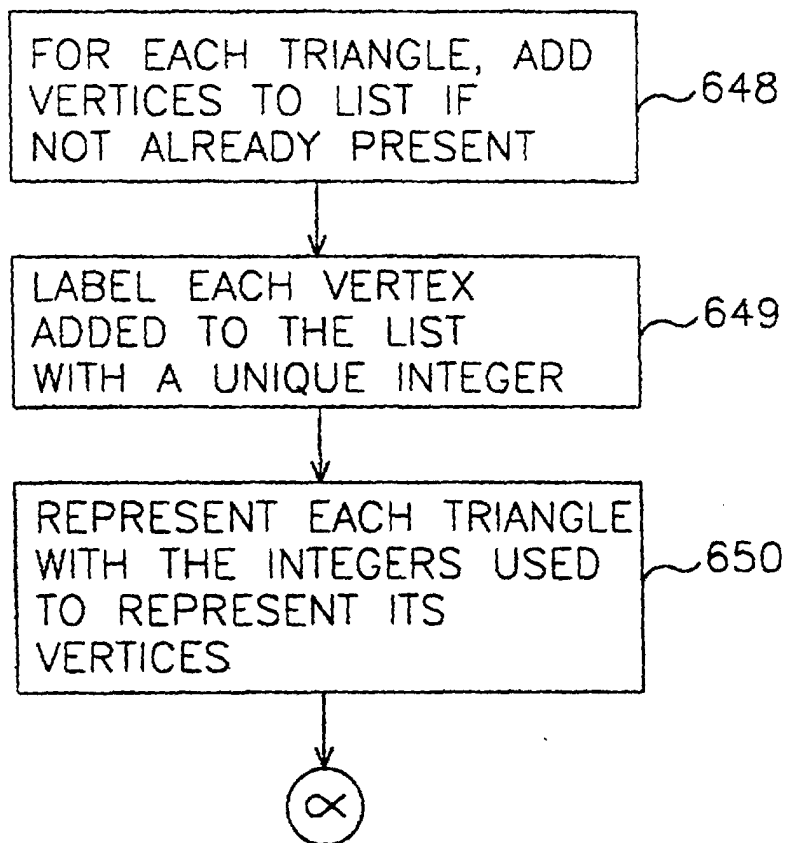 FOR EACH TRIANGLE, ADD
VERTICES TO LIST IF
NOT ALREADY PRESENT
648
LABEL EACH VERTEX
ADDED TO THE LIST
WITH A UNIQUE INTEGER
649
REPRESENT EACH TRIANGLE
WITH THE INTEGERS USED
TO REPRESENT ITS
VERTICES
650
∝